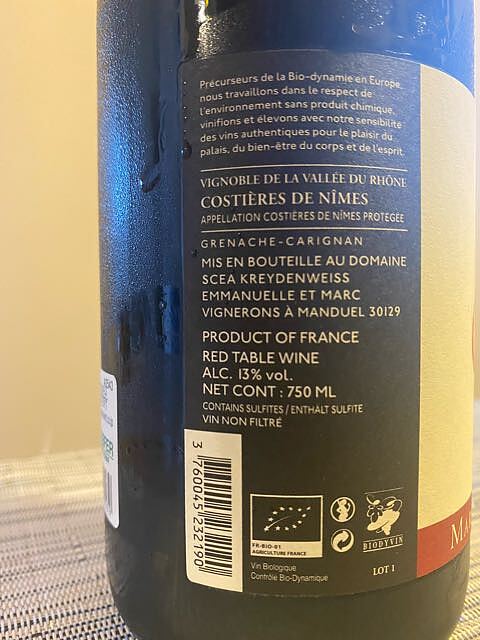 Précurseurs de la Bio-dynamie en Europe,
nous travaillons dans le respect de
l'environnement sans produit chimique,
vinifions et élevons avec notre sensibilité
des vins authentiques pour le plaisir du
palais, du bien-être du corps et de l'esprit.
VIGNOBLE DE LA VALLÉE DU RHÔNE
COSTIÈRES DE NÎMES
APPELLATION COSTIÈRES DE NÎMES PROTEGÉE
GRENACHE-CARIGNAN
MIS EN BOUTEILLE AU DOMAINE
SCEA KREYDENWEISS
EMMANUELLE ET MARC
VIGNERONS À MANDUEL 30129
PRODUCT OF FRANCE
RED TABLE WINE
ALC. 13% vol.
NET CONT : 750 ML
CONTAINS SULFITES / ENTHALT SULFITE
VIN NON FILTRÉ
3 760045 232190
FR-BIO-01
AGRICULTURE FRANCE
Vin Biologique
Contrôle Bio-Dynamique
BIODYVIN
LOT 1
MA